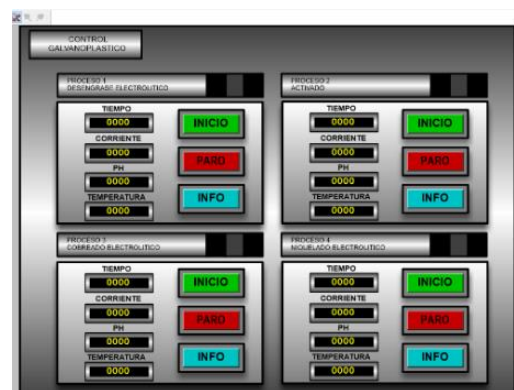 CONTROL
GALVANOPLASTICO
PROCESO 1
DESENGRASE ELECTROLITICO
TIEMPO
0000
INICIO
CORRIENTE
0000
PARO
PH
0000
INFO
TEMPERATURA
0000
PROCESO 2
ACTIVADO
TIEMPO
0000
INICIO
CORRIENTE
0000
PARO
PH
0000
INFO
TEMPERATURA
0000
PROCESO 3
COBREADO ELECTROLITICO
TIEMPO
0000
INICIO
CORRIENTE
0000
PARO
PH
0000
INFO
TEMPERATURA
0000
PROCESO 4
NIQUELADO ELECTROLITICO
TIEMPO
0000
INICIO
CORRIENTE
0000
PARO
PH
0000
INFO
TEMPERATURA
0000